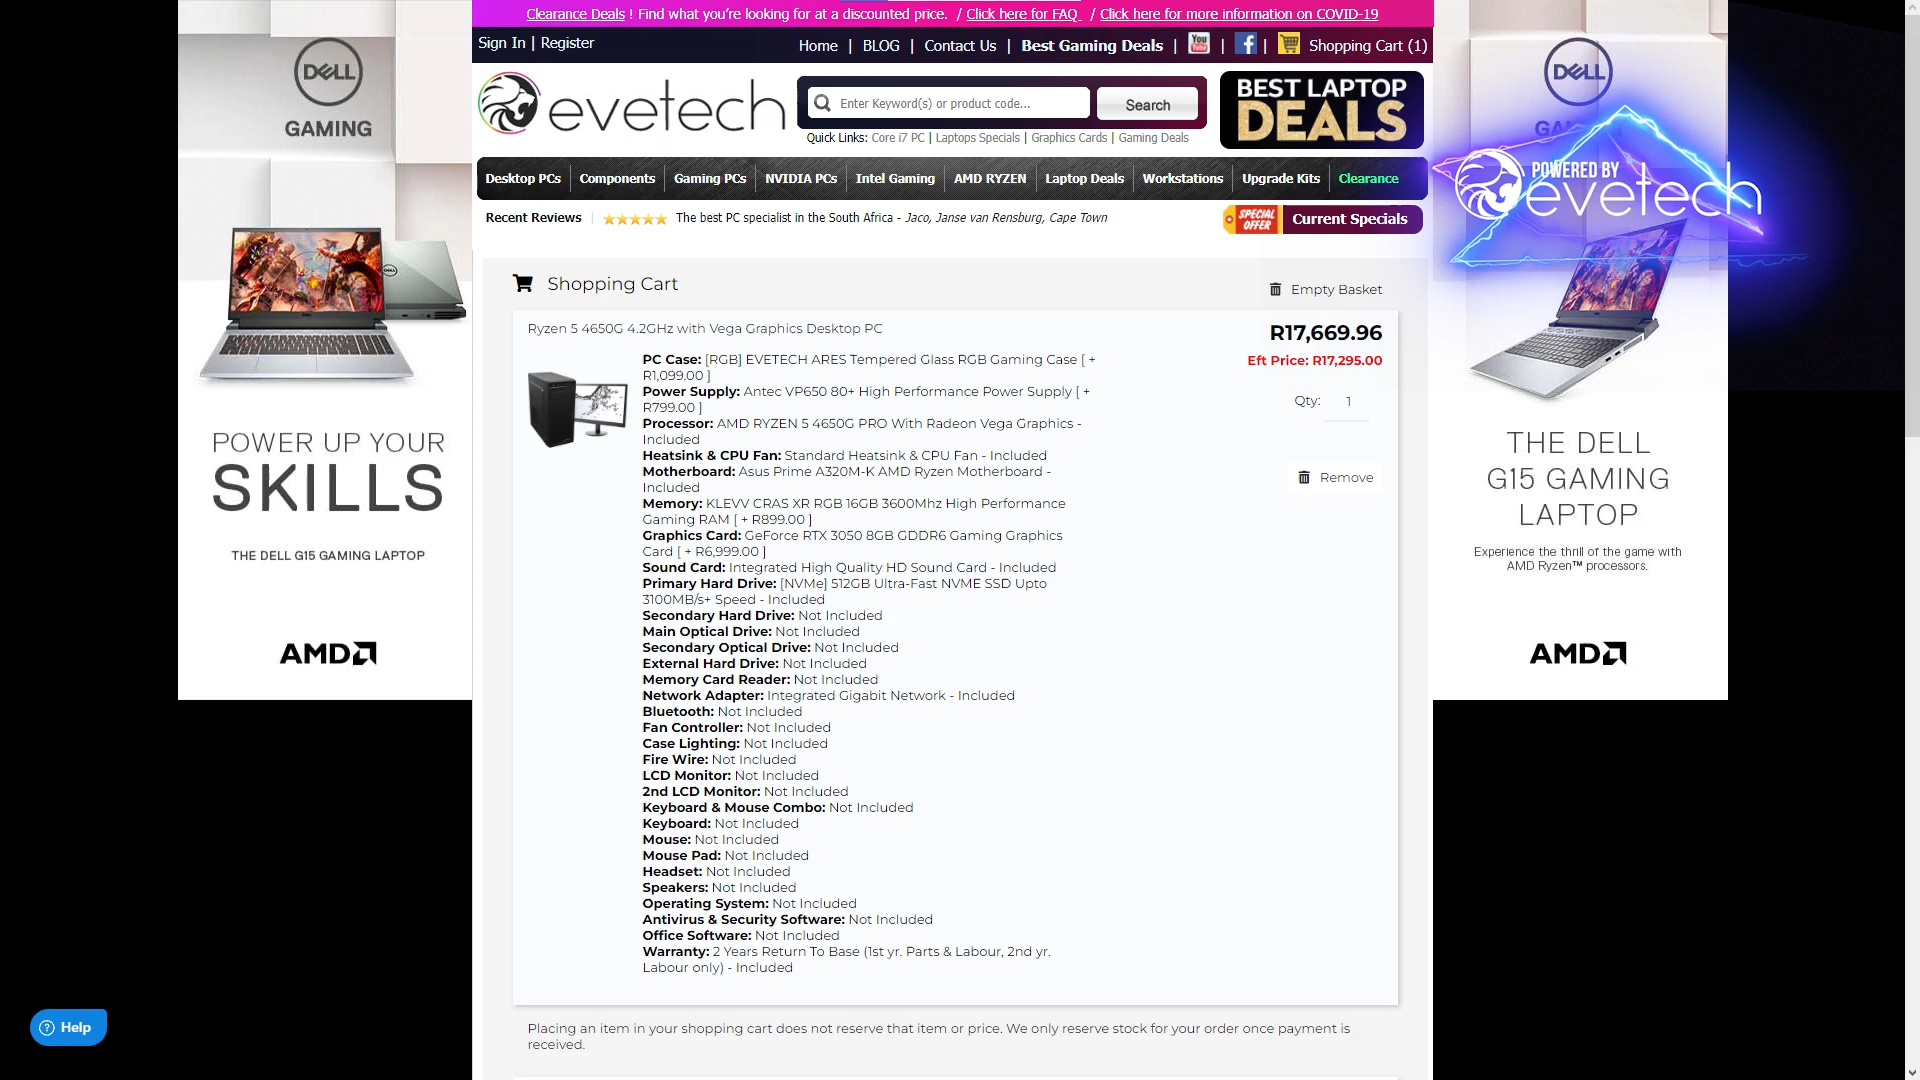 Clearance Deals ! Find what you're looking for at a discounted price. / Click here for FAQ / Click here for more information on COVID-19
Sign In | Register
Home | BLOG | Contact Us | Best Gaming Deals | You Tube | f | Shopping Cart (1)
evetech
Enter Keyword(s) or product code...
Search
Quick Links: Core i7 PC | Laptops Specials | Graphics Cards | Gaming Deals
BEST LAPTOP
DEALS
Desktop PCs
Components
Gaming PCs
NVIDIA PCs
Intel Gaming
AMD RYZEN
Laptop Deals
Workstations
Upgrade Kits
Clearance
Recent Reviews
The best PC specialist in the South Africa - Jaco, Janse van Rensburg, Cape Town
SPECIAL
OFFER
Current Specials
DELL
GAMING
DELL
POWER UP YOUR
SKILLS
THE DELL G15 GAMING LAPTOP
AMD
Shopping Cart
Empty Basket
Ryzen 5 4650G 4.2GHz with Vega Graphics Desktop PC
R17,669.96
Eft Price: R17,295.00
Qty: 1
Remove
PC Case: [RGB] EVETECH ARES Tempered Glass RGB Gaming Case [ +
R1,099.00 ]
Power Supply: Antec VP650 80+ High Performance Power Supply [ +
R799.00 ]
Processor: AMD RYZEN 5 4650G PRO With Radeon Vega Graphics -
Included
Heatsink & CPU Fan: Standard Heatsink & CPU Fan - Included
Motherboard: Asus Prime A320M-K AMD Ryzen Motherboard -
Included
Memory: KLEVV CRAS XR RGB 16GB 3600Mhz High Performance
Gaming RAM [ + R899.00 ]
Graphics Card: GeForce RTX 3050 8GB GDDR6 Gaming Graphics
Card [ + R6,999.00 ]
Sound Card: Integrated High Quality HD Sound Card - Included
Primary Hard Drive: [NVMe] 512GB Ultra-Fast NVME SSD Upto
3100MB/s+ Speed - Included
Secondary Hard Drive: Not Included
Main Optical Drive: Not Included
Secondary Optical Drive: Not Included
External Hard Drive: Not Included
Memory Card Reader: Not Included
Network Adapter: Integrated Gigabit Network - Included
Bluetooth: Not Included
Fan Controller: Not Included
Case Lighting: Not Included
Fire Wire: Not Included
LCD Monitor: Not Included
2nd LCD Monitor: Not Included
Keyboard & Mouse Combo: Not Included
Keyboard: Not Included
Mouse: Not Included
Mouse Pad: Not Included
Headset: Not Included
Speakers: Not Included
Operating System: Not Included
Antivirus & Security Software: Not Included
Office Software: Not Included
Warranty: 2 Years Return To Base (1st yr. Parts & Labour, 2nd yr.
Labour only) - Included
Placing an item in your shopping cart does not reserve that item or price. We only reserve stock for your order once payment is
received.
Help
DELL
POWERED BY
evetech
THE DELL
G15 GAMING
LAPTOP
Experience the thrill of the game with
AMD Ryzen™ processors.
AMD